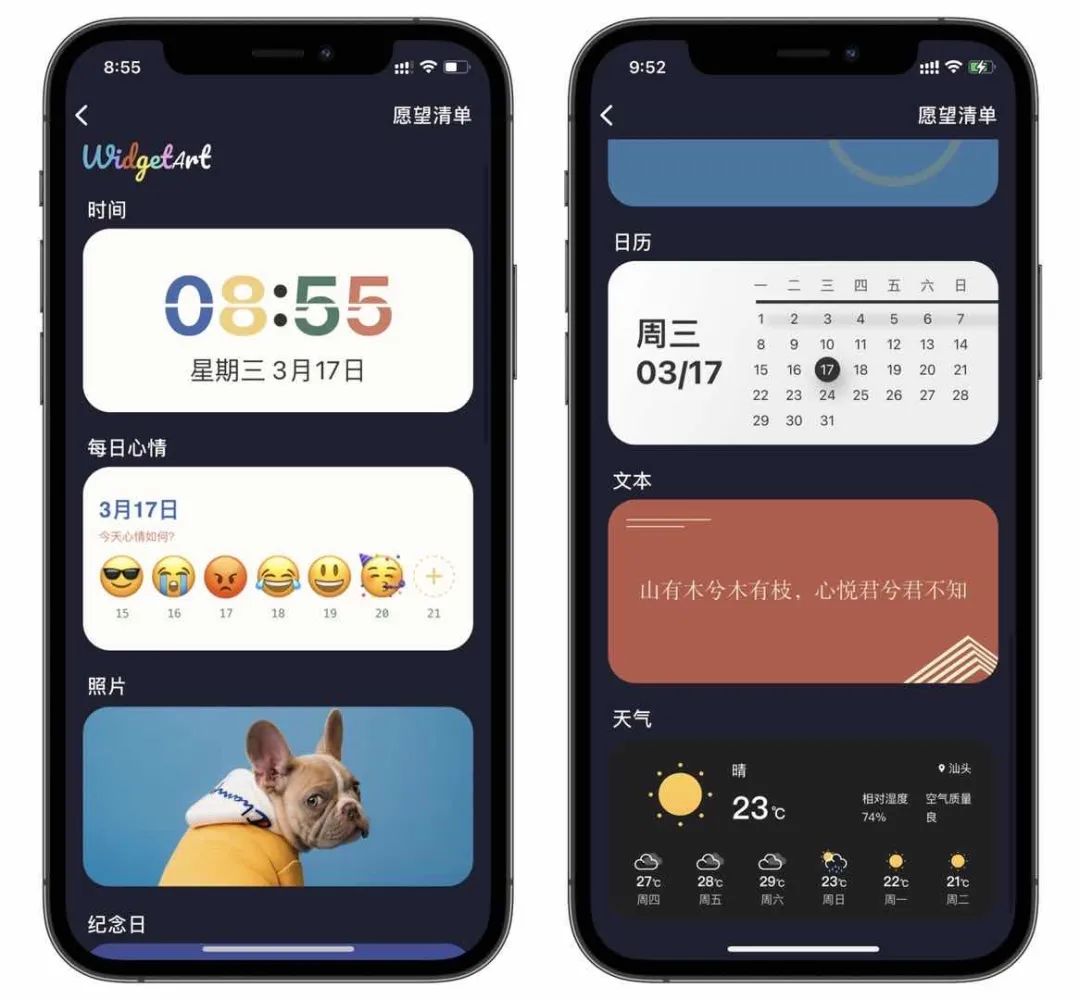 8:55
愿望清单
WidgetArt
时间
08:55
星期三 3月17日
每日心情
3月17日
今天心情如何?
15 16 17 18 19 20 21
照片
Cham
纪念日
9:52
愿望清单
日历
周三
03/17
一 二 三 四 五 六 日
1 2 3 4 5 6 7
8 9 10 11 12 13 14
15 16 17 18 19 20 21
22 23 24 25 26 27 28
29 30 31
文本
山有木兮木有枝，心悦君兮君不知
天气
晴
23℃
汕头
相对湿度 空气质量
74% 良
27℃ 28℃ 29℃ 23℃ 22℃ 21℃
周四 周五 周六 周日 周一 周二